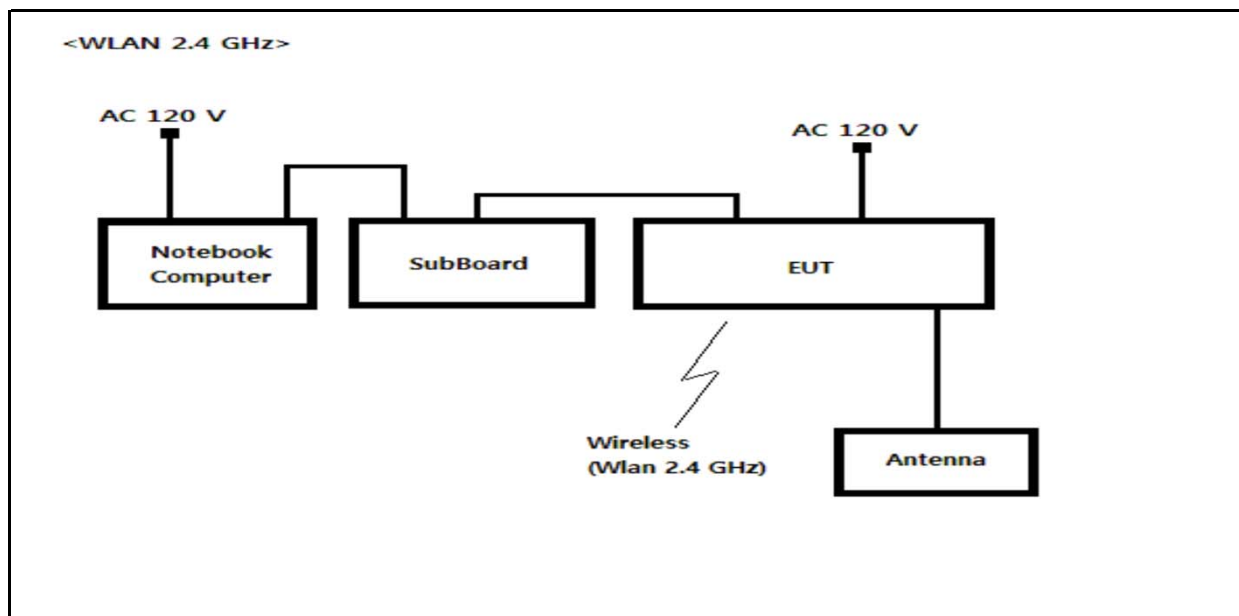 <WLAN 2.4 GHz>
AC 120 V
AC 120 V
Notebook
Computer
SubBoard
EUT
Wireless
(Wlan 2.4 GHz)
Antenna